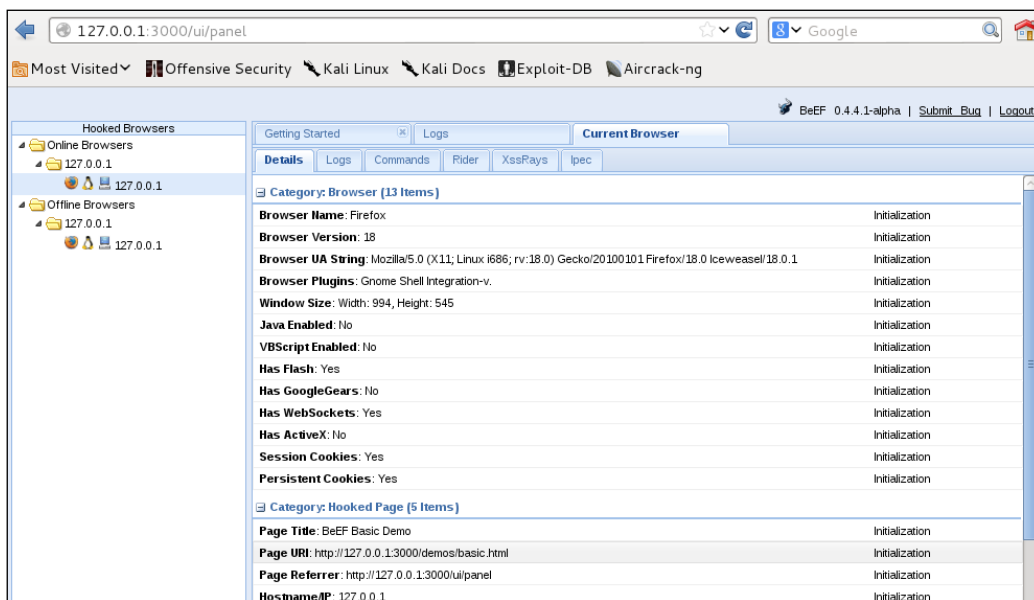 127.0.0.1:3000/ui/panel
8 Google
Most Visited Offensive Security Kali Linux Kali Docs Exploit-DB Aircrack-ng
BeEF 0.4.4.1-alpha | Submit Bug | Logout
Hooked Browsers
Online Browsers
127.0.0.1
127.0.0.1
Offline Browsers
127.0.0.1
127.0.0.1
Getting Started Logs Current Browser
Details Logs Commands Rider XssRays Ipec
Category: Browser (13 Items)
Browser Name: Firefox Initialization
Browser Version: 18 Initialization
Browser UA String: Mozilla/5.0 (X11; Linux i686; rv:18.0) Gecko/20100101 Firefox/18.0 Iceweasel/18.0.1 Initialization
Browser Plugins: Gnome Shell Integration-v. Initialization
Window Size: Width: 994, Height: 545 Initialization
Java Enabled: No Initialization
VBScript Enabled: No Initialization
Has Flash: Yes Initialization
Has GoogleGears: No Initialization
Has WebSockets: Yes Initialization
Has ActiveX: No Initialization
Session Cookies: Yes Initialization
Persistent Cookies: Yes Initialization
Category: Hooked Page (5 Items)
Page Title: BeEF Basic Demo Initialization
Page URI: http://127.0.0.1:3000/demos/basic.html Initialization
Page Referrer: http://127.0.0.1:3000/ui/panel Initialization
Hostname/IP: 127.0.0.1 Initialization